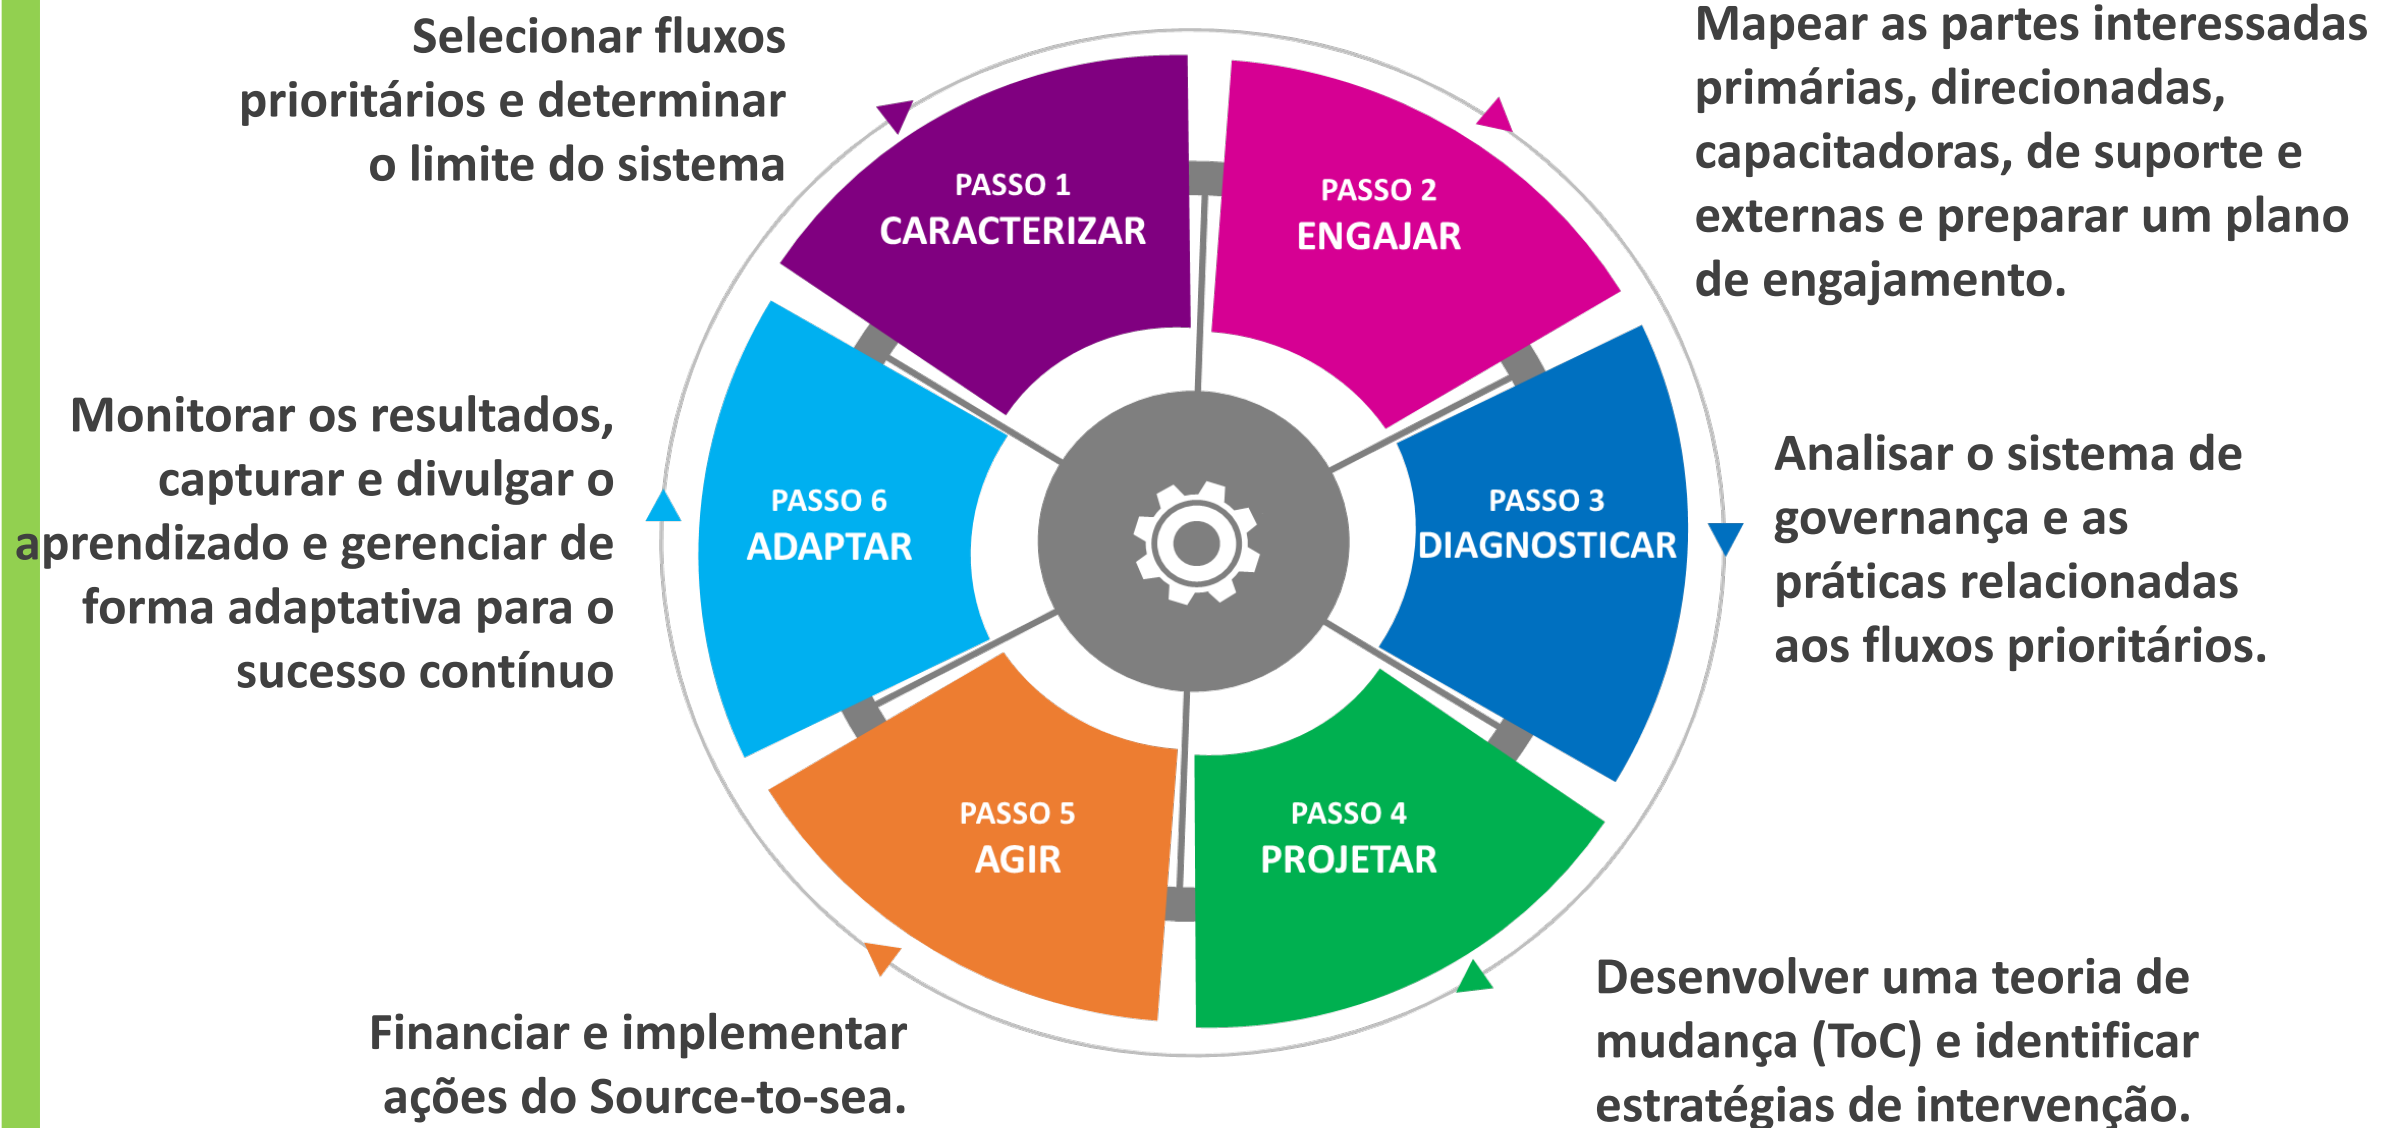 Selecionar fluxos
prioritários e determinar
o limite do sistema
PASSO 1
CARACTERIZAR
PASSO 2
ENGAJAR
Mapear as partes interessadas
primárias, direcionadas,
capacitadoras, de suporte e
externas e preparar um plano
de engajamento.
PASSO 3
DIAGNOSTICAR
Analisar o sistema de
governança e as
práticas relacionadas
aos fluxos prioritários.
PASSO 4
PROJETAR
Desenvolver uma teoria de
mudança (ToC) e identificar
estratégias de intervenção.
PASSO 5
AGIR
Financiar e implementar
ações do Source-to-sea.
PASSO 6
ADAPTAR
Monitorar os resultados,
capturar e divulgar o
aprendizado e gerenciar de
forma adaptativa para o
sucesso contínuo